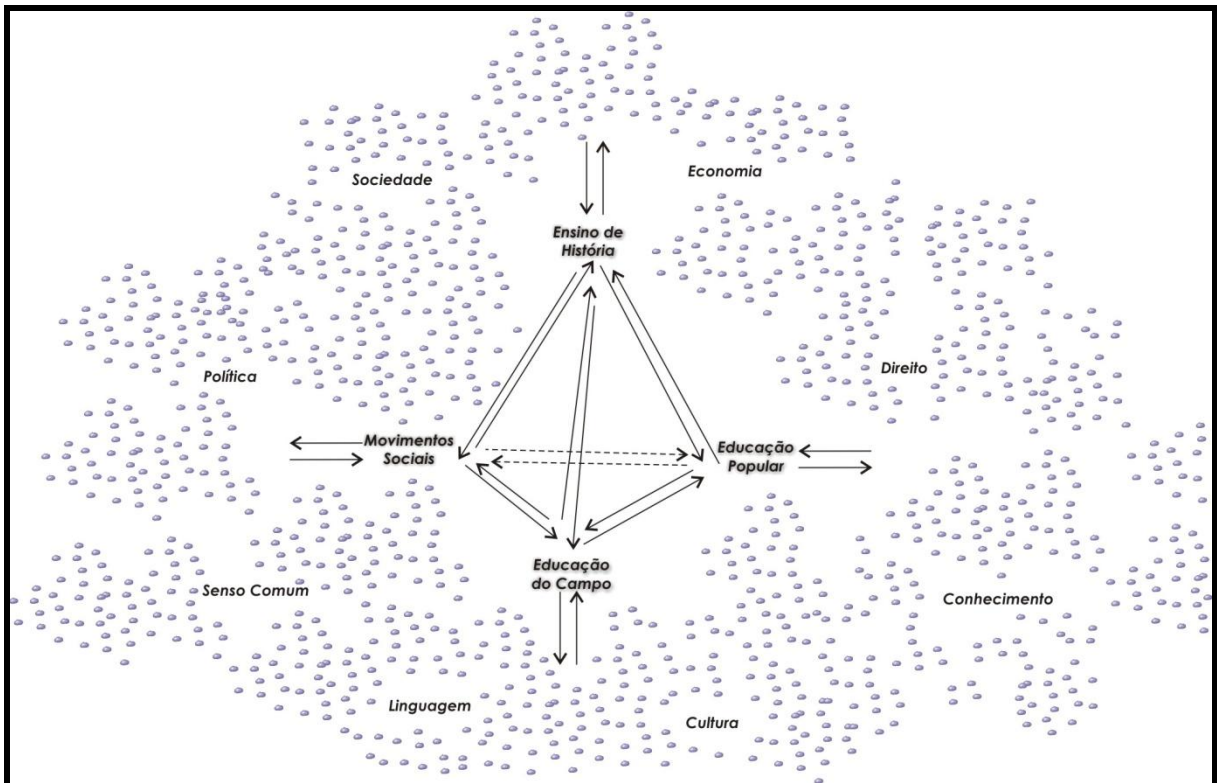 Sociedade
Economia
Ensino de
História
Política
Direito
Movimentos
Sociais
Educação
Popular
Educação
do Campo
Senso Comum
Conhecimento
Linguagem
Cultura